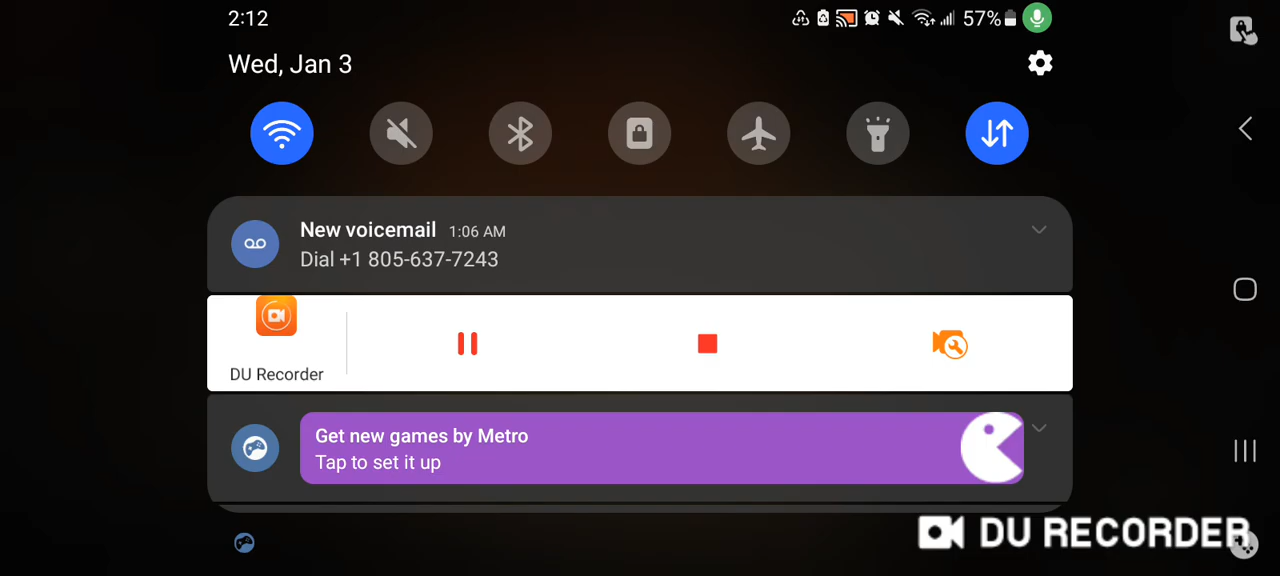 2:12
57%
Wed, Jan 3
New voicemail 1:06 AM
Dial +1 805-637-7243
DU Recorder
Get new games by Metro
Tap to set it up
DU RECORDER